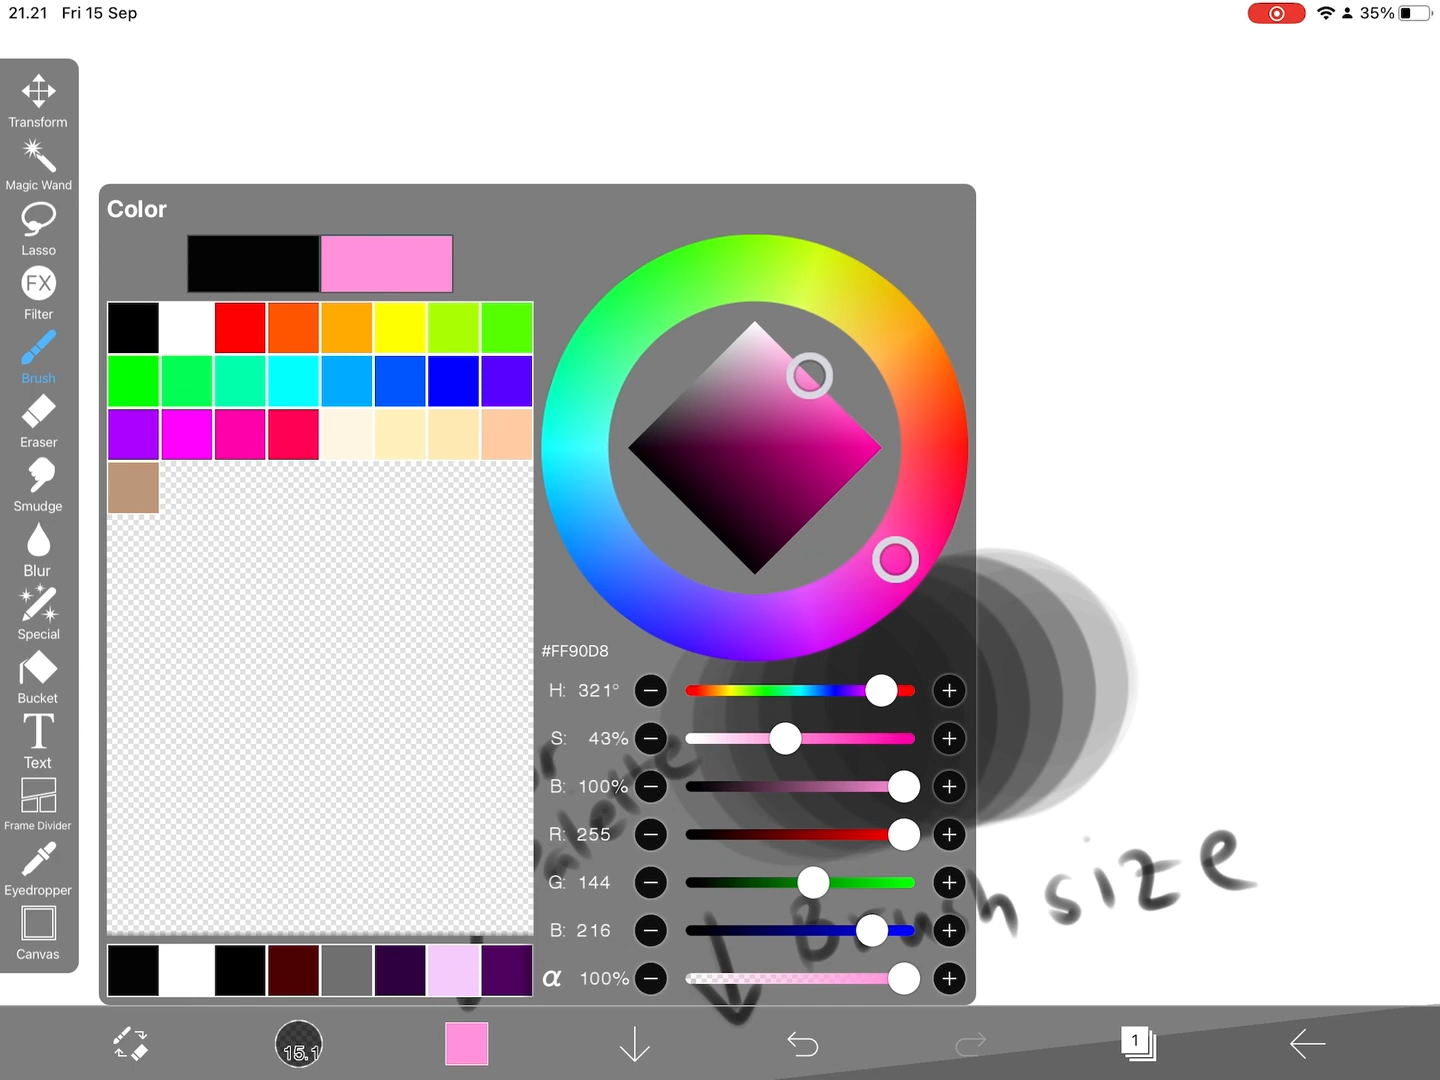 21.21 Fri 15 Sep
35%
Transform
Magic Wand
Lasso
FX
Filter
Brush
Eraser
Smudge
Blur
Special
Bucket
T
Text
Frame Divider
Eyedropper
Canvas
Color
#FF90D8
H: 321°
S: 43%
B: 100%
R: 255
G: 144
B: 216
α 100%
Brush size
15.1
1